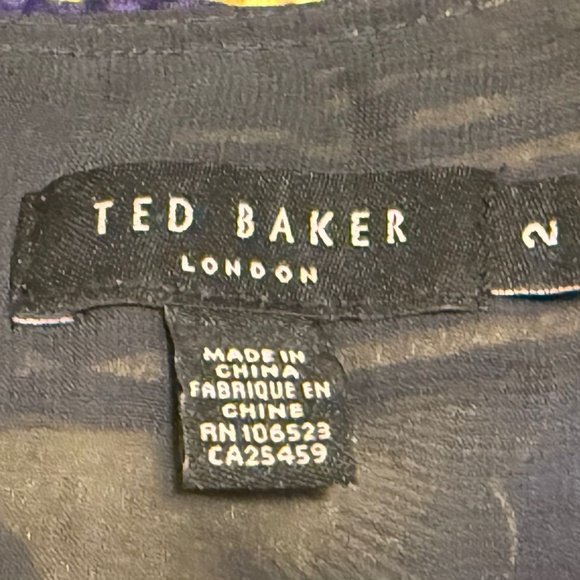 TED BAKER
LONDON
2
MADE IN
CHINA
FABRIQUE EN
CHINE
RN 106523
CA25459